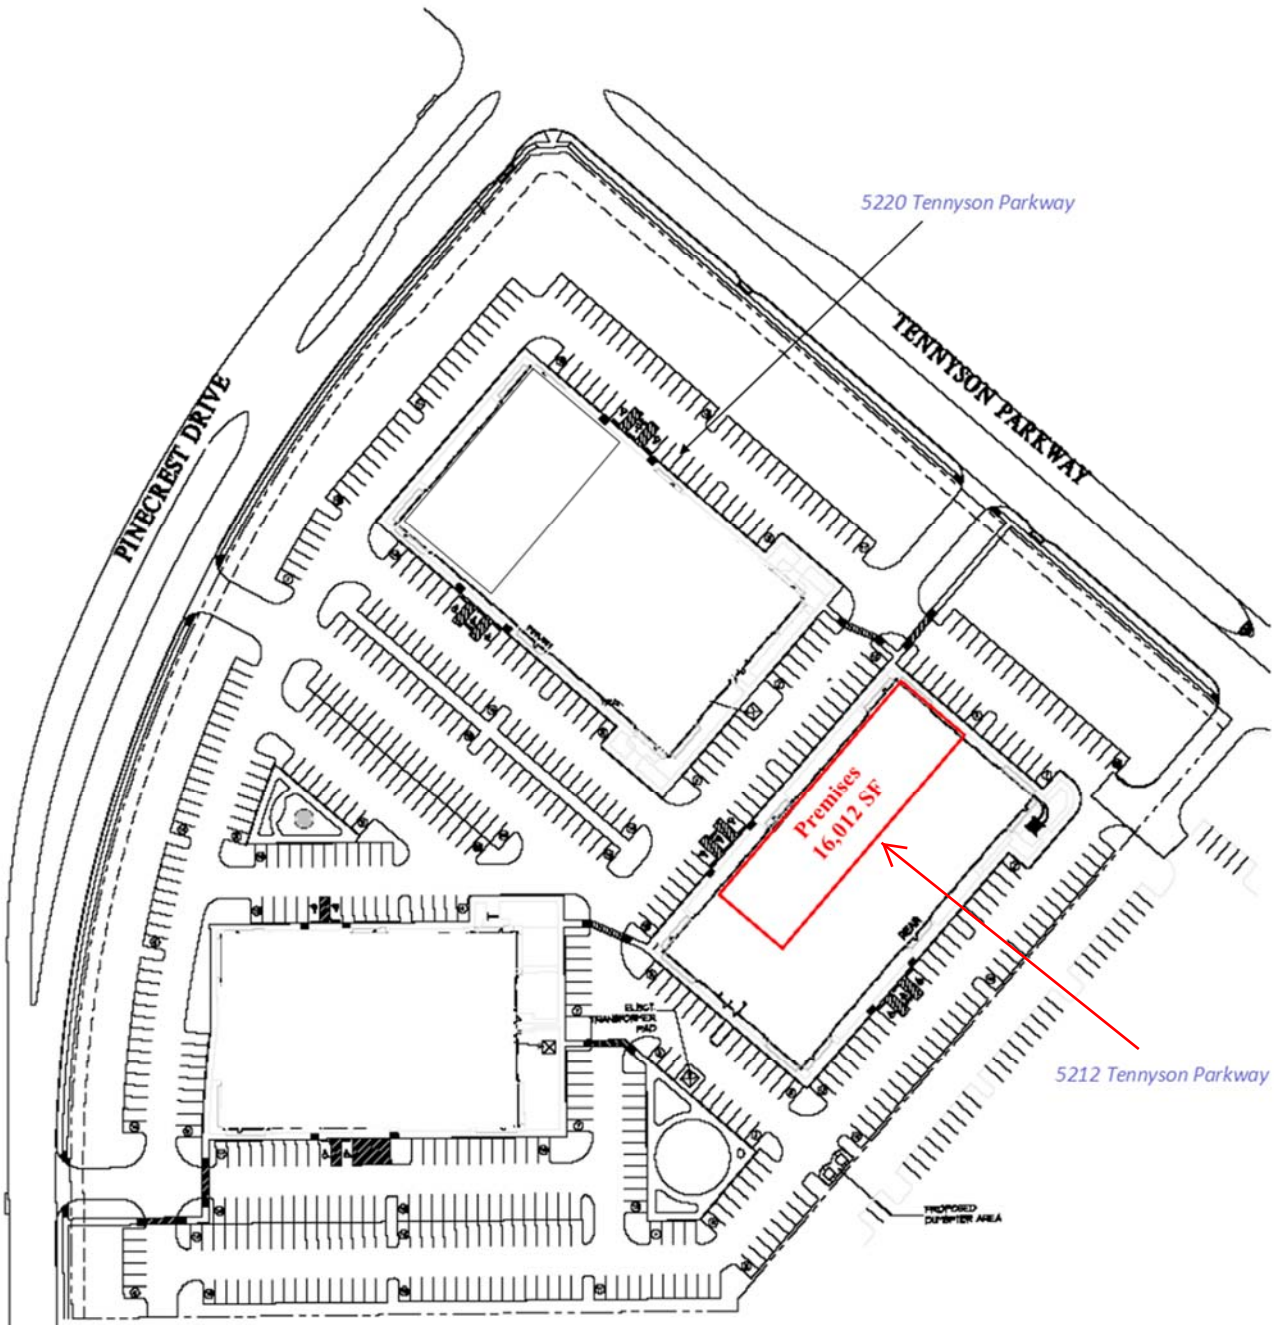 5220 Tennyson Parkway
TENNYSON PARKWAY
PINECREST DRIVE
Premises
16,012 SF
REAR
ELECT.
TRANSFORMER
PAD
5212 Tennyson Parkway
PROPOSED
DUMPSTER AREA